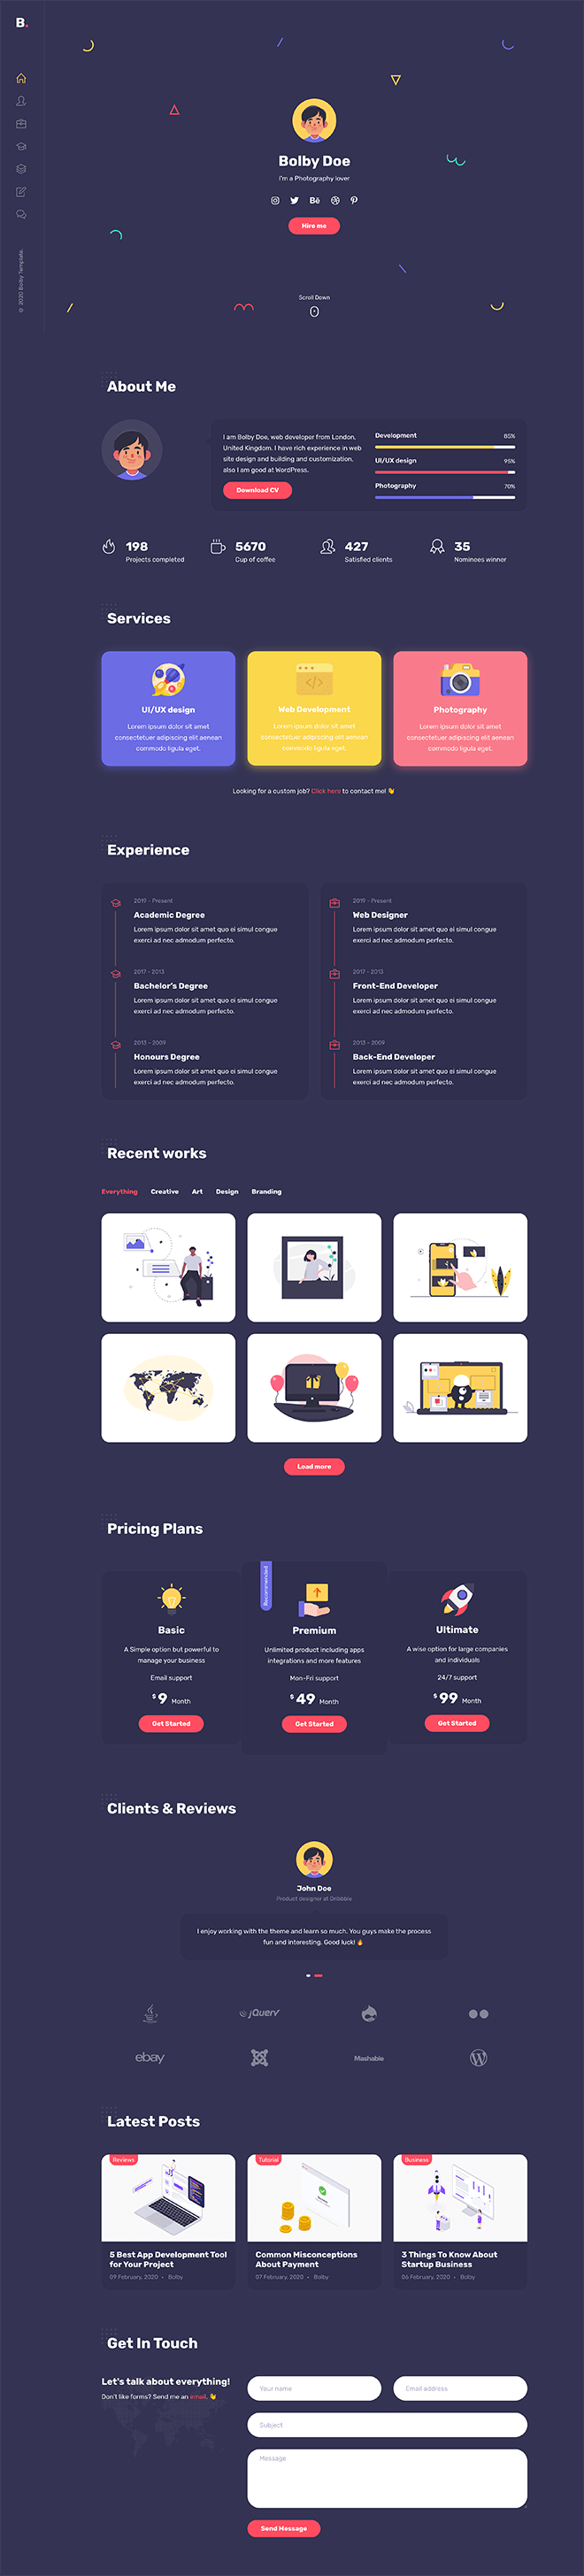 B.
© 2020 Bolby Template.
Bolby Doe
I'm a Photography lover
Bē
Hire me
Scroll Down
About Me
I am Bolby Doe, web developer from London,
United Kingdom. I have rich experience in web
site design and building and customization,
also I am good at WordPress.
Download CV
Development 85%
UI/UX design 95%
Photography 70%
198
Projects completed
5670
Cup of coffee
427
Satisfied clients
35
Nominees winner
Services
UI/UX design
Lorem ipsum dolor sit amet
consectetuer adipiscing elit aenean
commodo ligula eget.
Web Development
Lorem ipsum dolor sit amet
consectetuer adipiscing elit aenean
commodo ligula eget.
Photography
Lorem ipsum dolor sit amet
consectetuer adipiscing elit aenean
commodo ligula eget.
Looking for a custom job? Click here to contact me! 👋
Experience
2019 - Present
Academic Degree
Lorem ipsum dolor sit amet quo ei simul congue
exerci ad nec admodum perfecto.
2017 - 2013
Bachelor's Degree
Lorem ipsum dolor sit amet quo ei simul congue
exerci ad nec admodum perfecto.
2013 - 2009
Honours Degree
Lorem ipsum dolor sit amet quo ei simul congue
exerci ad nec admodum perfecto.
2019 - Present
Web Designer
Lorem ipsum dolor sit amet quo ei simul congue
exerci ad nec admodum perfecto.
2017 - 2013
Front-End Developer
Lorem ipsum dolor sit amet quo ei simul congue
exerci ad nec admodum perfecto.
2013 - 2009
Back-End Developer
Lorem ipsum dolor sit amet quo ei simul congue
exerci ad nec admodum perfecto.
Recent works
Everything Creative Art Design Branding
Load more
Pricing Plans
Basic
A Simple option but powerful to
manage your business
Email support
$ 9 Month
Get Started
Recommended
Premium
Unlimited product including apps
integrations and more features
Mon-Fri support
$ 49 Month
Get Started
Ultimate
A wise option for large companies
and individuals
24/7 support
$ 99 Month
Get Started
Clients & Reviews
John Doe
Product designer at Dribbble
I enjoy working with the theme and learn so much. You guys make the process
fun and interesting. Good luck! 🔥
jQuery
ebay
Mashable
Latest Posts
Reviews
5 Best App Development Tool
for Your Project
09 February, 2020 • Bolby
Tutorial
Common Misconceptions
About Payment
07 February, 2020 • Bolby
Business
3 Things To Know About
Startup Business
06 February, 2020 • Bolby
Get In Touch
Let's talk about everything!
Don't like forms? Send me an email. 👋
Your name
Email address
Subject
Message
Send Message